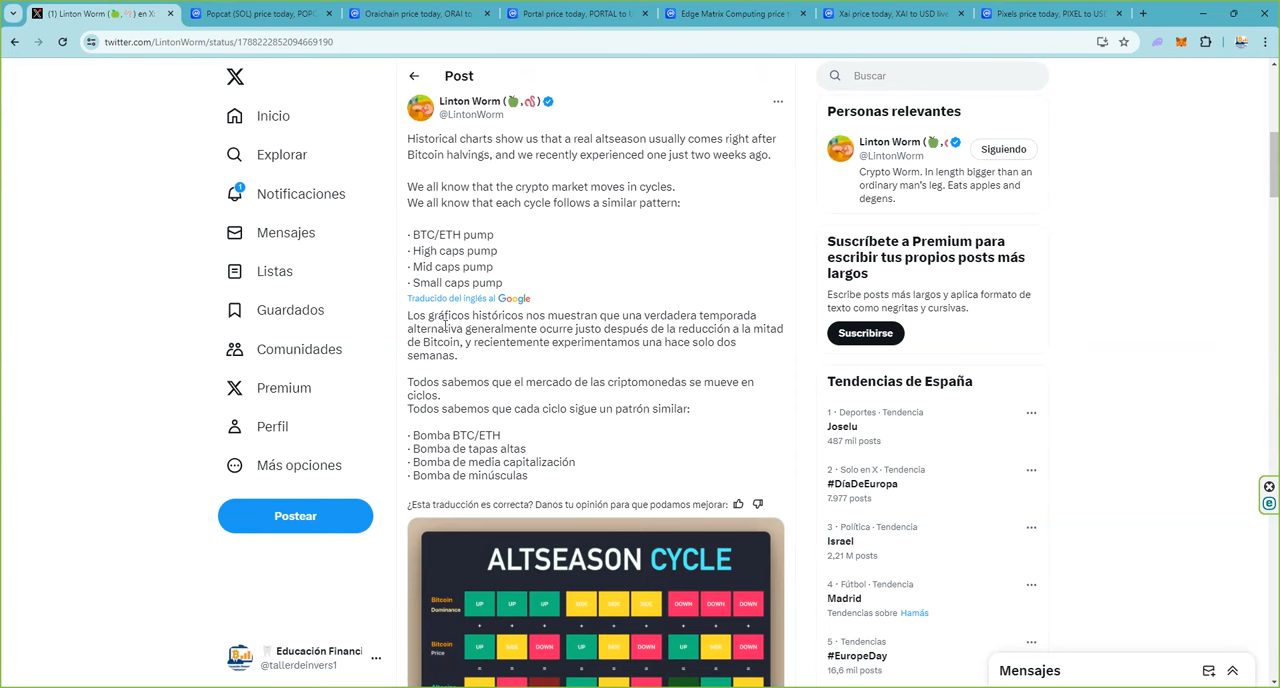 (1) Linton Worm (🍏,🪱) en X
Popcat (SOL) price today, POPC
Oraichain price today, ORAI to
Portal price today, PORTAL to U
Edge Matrix Computing price t
Xai price today, XAI to USD live
Pixels price today, PIXEL to USD
twitter.com/LintonWorm/status/1788222852094669190
Inicio
Explorar
1
Notificaciones
Mensajes
Listas
Guardados
Comunidades
Premium
Perfil
Más opciones
Postear
Educación Financi
@tallerdeinvers1
Post
Linton Worm (🍏,🪱)
@LintonWorm
Historical charts show us that a real altseason usually comes right after
Bitcoin halvings, and we recently experienced one just two weeks ago.
We all know that the crypto market moves in cycles.
We all know that each cycle follows a similar pattern:
· BTC/ETH pump
· High caps pump
· Mid caps pump
· Small caps pump
Traducido del inglés al Google
Los gráficos históricos nos muestran que una verdadera temporada
alternativa generalmente ocurre justo después de la reducción a la mitad
de Bitcoin, y recientemente experimentamos una hace solo dos
semanas.
Todos sabemos que el mercado de las criptomonedas se mueve en
ciclos.
Todos sabemos que cada ciclo sigue un patrón similar:
· Bomba BTC/ETH
· Bomba de tapas altas
· Bomba de media capitalización
· Bomba de minúsculas
¿Esta traducción es correcta? Danos tu opinión para que podamos mejorar:
ALTSEASON CYCLE
Bitcoin
Dominance
UP UP UP SIDE SIDE SIDE DOWN DOWN DOWN
+ + + + + + + + +
Bitcoin
Price
UP SIDE DOWN UP SIDE DOWN UP SIDE DOWN
= = = = = = = = =
Buscar
Personas relevantes
Linton Worm (🍏,
@LintonWorm
Siguiendo
Crypto Worm. In length bigger than an
ordinary man's leg. Eats apples and
degens.
Suscríbete a Premium para
escribir tus propios posts más
largos
Escribe posts más largos y aplica formato de
texto como negritas y cursivas.
Suscribirse
Tendencias de España
1 · Deportes · Tendencia
Joselu
487 mil posts
2 · Solo en X · Tendencia
#DíaDeEuropa
7.977 posts
3 · Política · Tendencia
Israel
2,21 M posts
4 · Fútbol · Tendencia
Madrid
Tendencias sobre Hamás
5 · Tendencias
#EuropeDay
16,6 mil posts
Mensajes